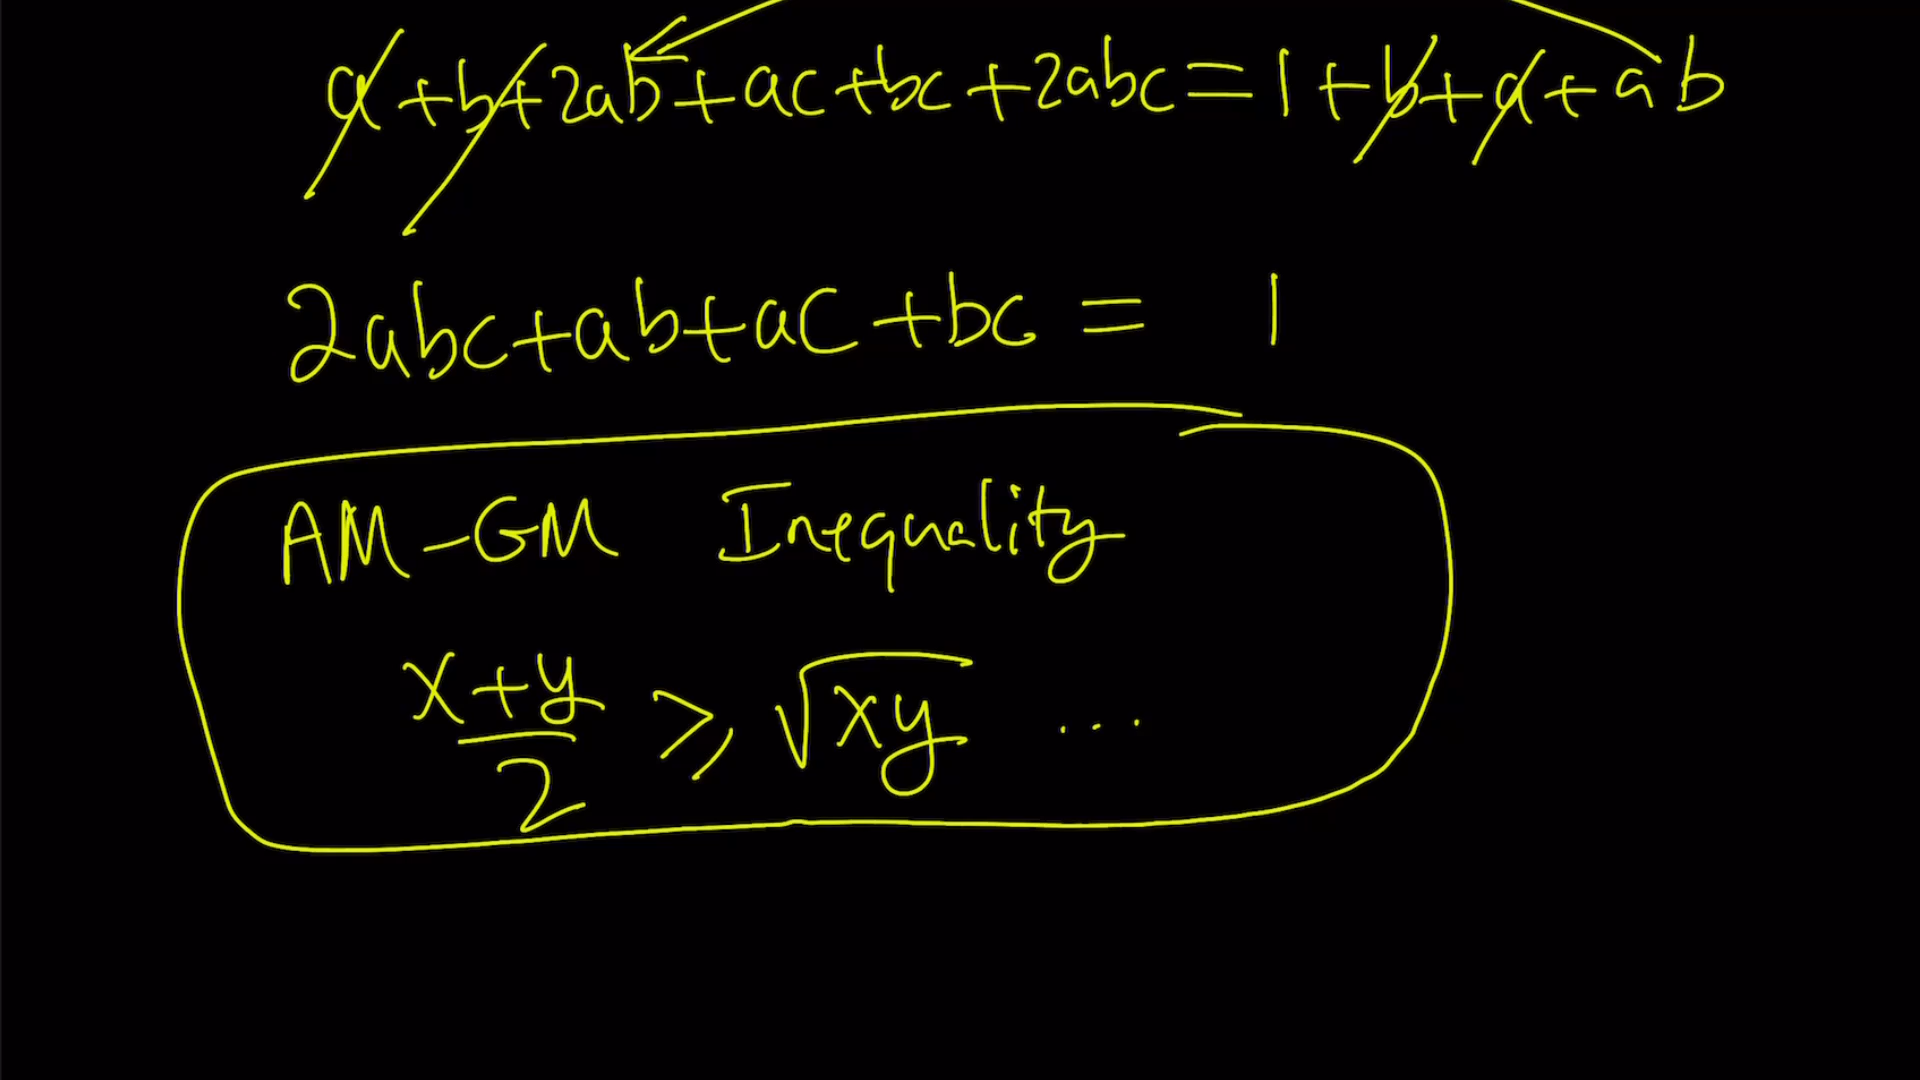 a+b+2ab+ac+bc+2abc=1+b+a+ab
2abc+ab+ac+bc = 1
AM-GM Inequality
x+y/2 ≥ √xy ...